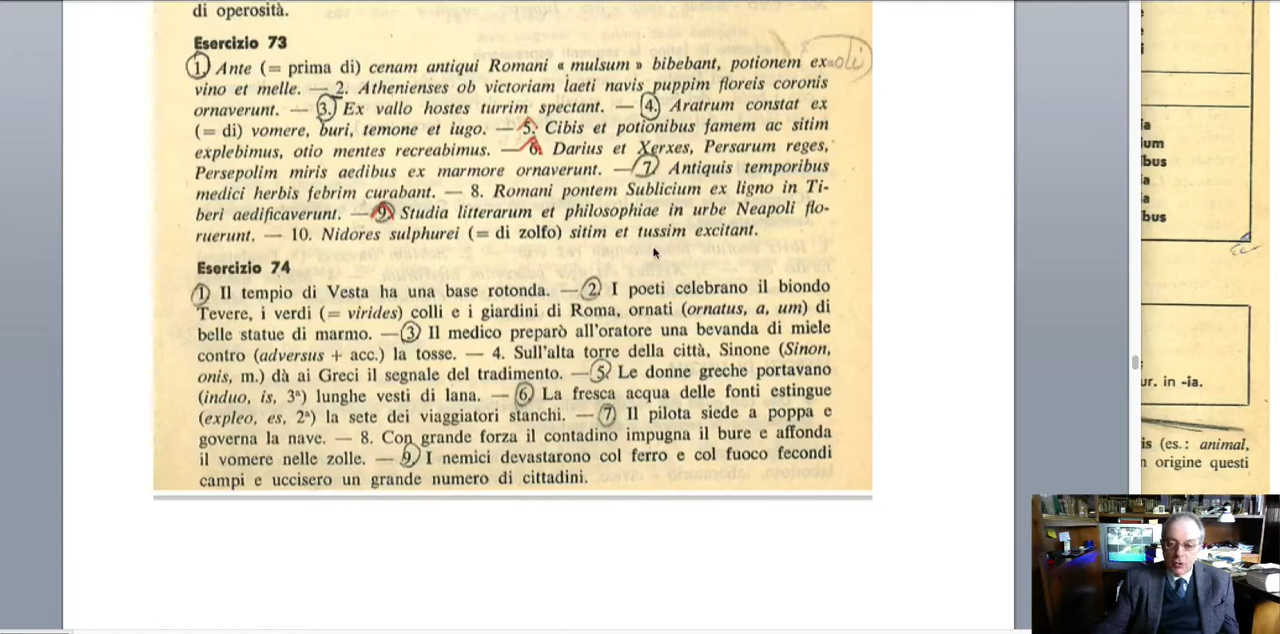 di operosità.
Esercizio 73
1. Ante (= prima di) cenam antiqui Romani « mulsum » bibebant, potionem ex
vino et melle. — 2. Athenienses ob victoriam laeti navis puppim floreis coronis
ornaverunt. — 3. Ex vallo hostes turrim spectant. — 4. Aratrum constat ex
(= di) vomere, buri, temone et iugo. — 5. Cibis et potionibus famem ac sitim
explebimus, otio mentes recreabimus. — 6. Darius et Xerxes, Persarum reges,
Persepolim miris aedibus ex marmore ornaverunt. — 7. Antiquis temporibus
medici herbis febrim curabant. — 8. Romani pontem Sublicium ex ligno in Ti-
beri aedificaverunt. — 9. Studia litterarum et philosophiae in urbe Neapoli flo-
ruerunt. — 10. Nidores sulphurei (= di zolfo) sitim et tussim excitant.
Esercizio 74
1 Il tempio di Vesta ha una base rotonda. — 2. I poeti celebrano il biondo
Tevere, i verdi (= virides) colli e i giardini di Roma, ornati (ornatus, a, um) di
belle statue di marmo. — 3 Il medico preparò all'oratore una bevanda di miele
contro (adversus + acc.) la tosse. — 4. Sull'alta torre della città, Sinone (Sinon,
onis, m.) dà ai Greci il segnale del tradimento. — 5. Le donne greche portavano
(induo, is, 3ª) lunghe vesti di lana. — 6 La fresca acqua delle fonti estingue
(expleo, es, 2ª) la sete dei viaggiatori stanchi. — 7 Il pilota siede a poppa e
governa la nave. — 8. Con grande forza il contadino impugna il bure e affonda
il vomere nelle zolle. — 9. I nemici devastarono col ferro e col fuoco fecondi
campi e uccisero un grande numero di cittadini.
ia
ium
ibus
ia
a
ibus
ur. in -ia.
is (es.: animal,
n origine questi